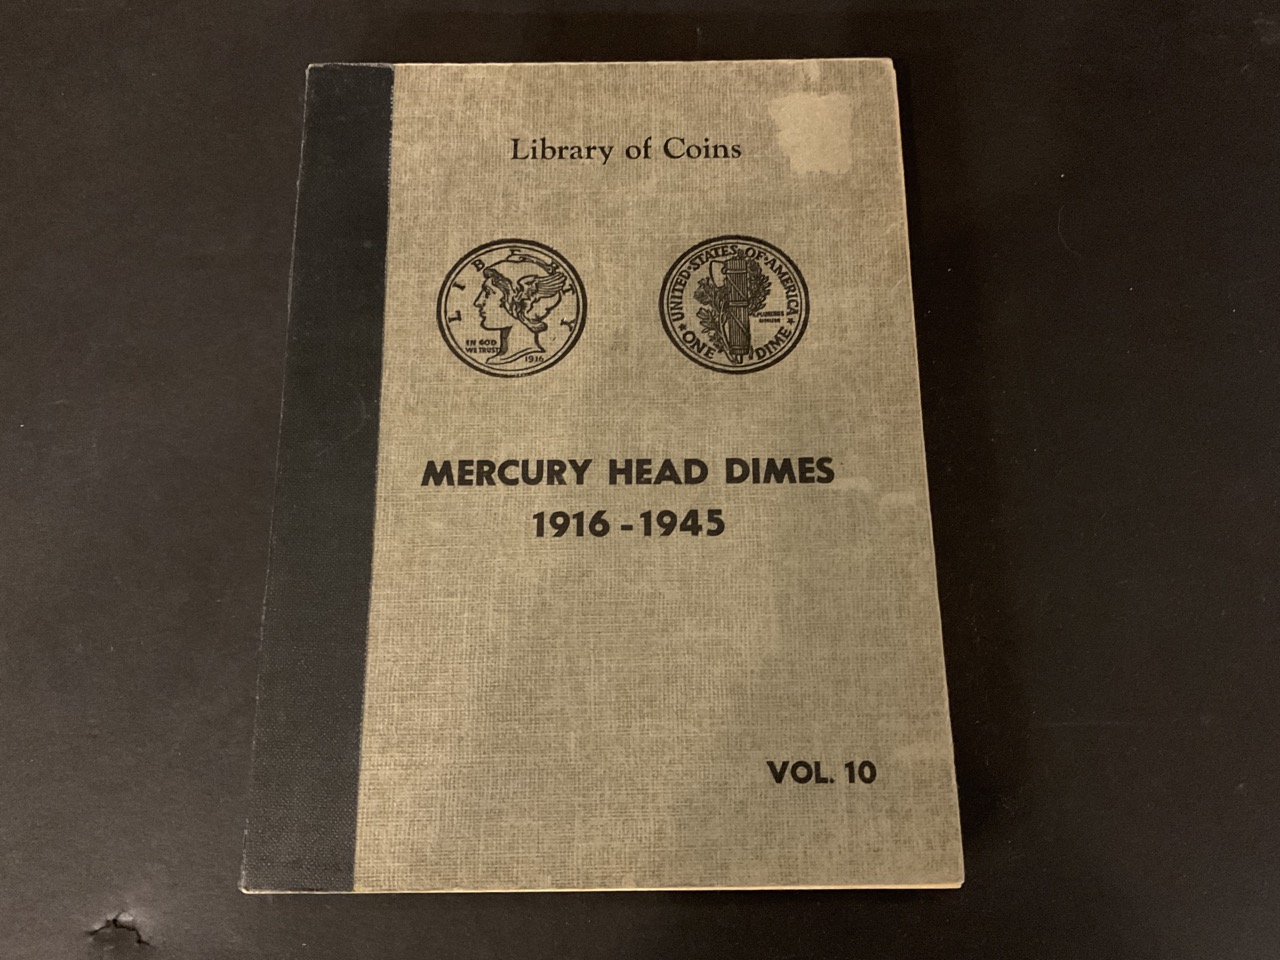 Library of Coins
LIBERTY
IN GOD
WE TRUST
1916
UNITED·STATES·OF·AMERICA
E PLURIBUS
UNUM
★ ONE DIME ★
MERCURY HEAD DIMES
1916 - 1945
VOL. 10